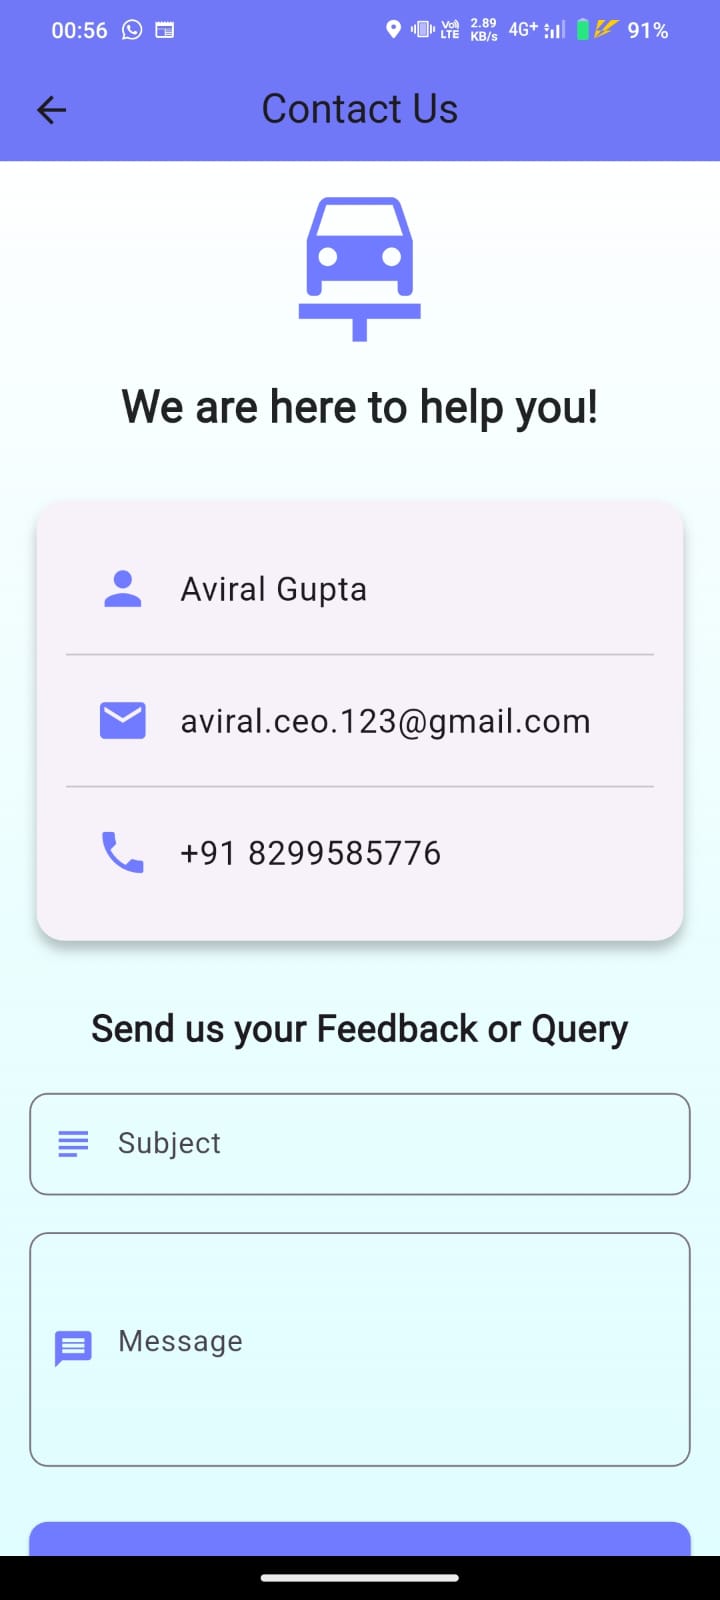 00:56 Vo) LTE 2.89 KB/s 4G+ 91%
Contact Us
We are here to help you!
Aviral Gupta
aviral.ceo.123@gmail.com
+91 8299585776
Send us your Feedback or Query
Subject
Message